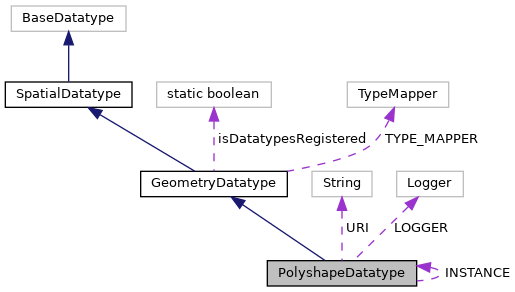 BaseDatatype
SpatialDatatype
static boolean
TypeMapper
isDatatypesRegistered
TYPE_MAPPER
GeometryDatatype
String
Logger
URI
LOGGER
PolyshapeDatatype
INSTANCE